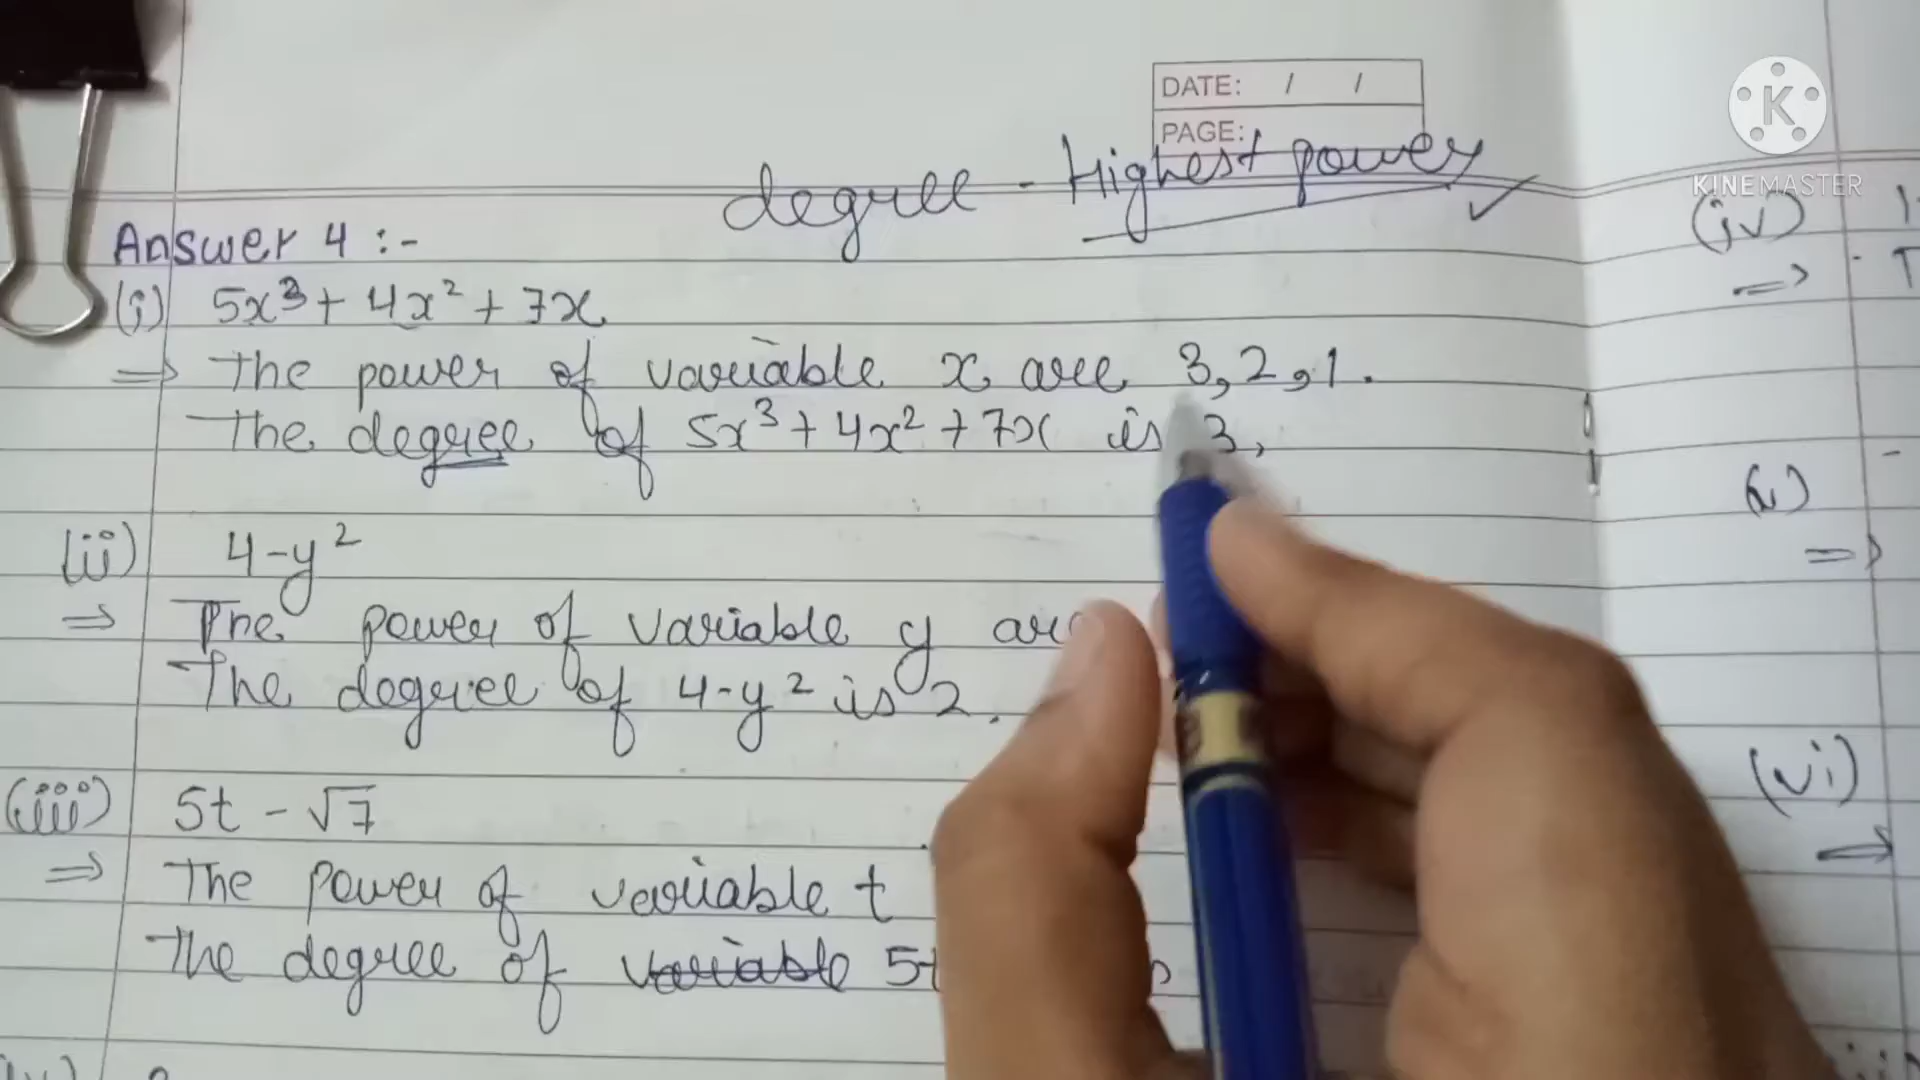 DATE: / /
PAGE:
degree - Highest power ✓
Answer 4 :-
(i) 5x³ + 4x² + 7x
⇒ The power of variable x are 3, 2, 1.
The degree of 5x³ + 4x² + 7x is 3,
(ii) 4-y²
⇒ The power of variable y are
The degree of 4-y² is 2.
(iii) 5t - √7
⇒ The power of variable t
The degree of variable 5t
(iv)
⇒
(v)
⇒
(vi)
⇒
KINEMASTER